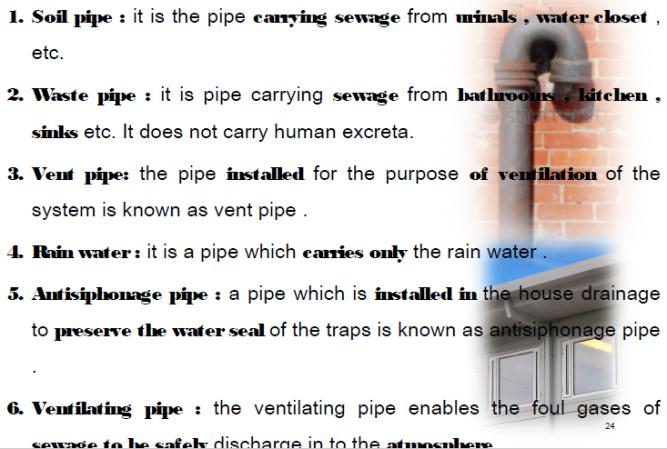 1. Soil pipe : it is the pipe carrying sewage from urinals , water closet ,
etc.
2. Waste pipe : it is pipe carrying sewage from bathrooms , kitchen ,
sinks etc. It does not carry human excreta.
3. Vent pipe: the pipe installed for the purpose of ventilation of the
system is known as vent pipe .
4. Rain water : it is a pipe which carries only the rain water .
5. Antisiphonage pipe : a pipe which is installed in the house drainage
to preserve the water seal of the traps is known as antisiphonage pipe
.
6. Ventilating pipe : the ventilating pipe enables the foul gases of
24
sewage to be safely discharge in to the atmosphere